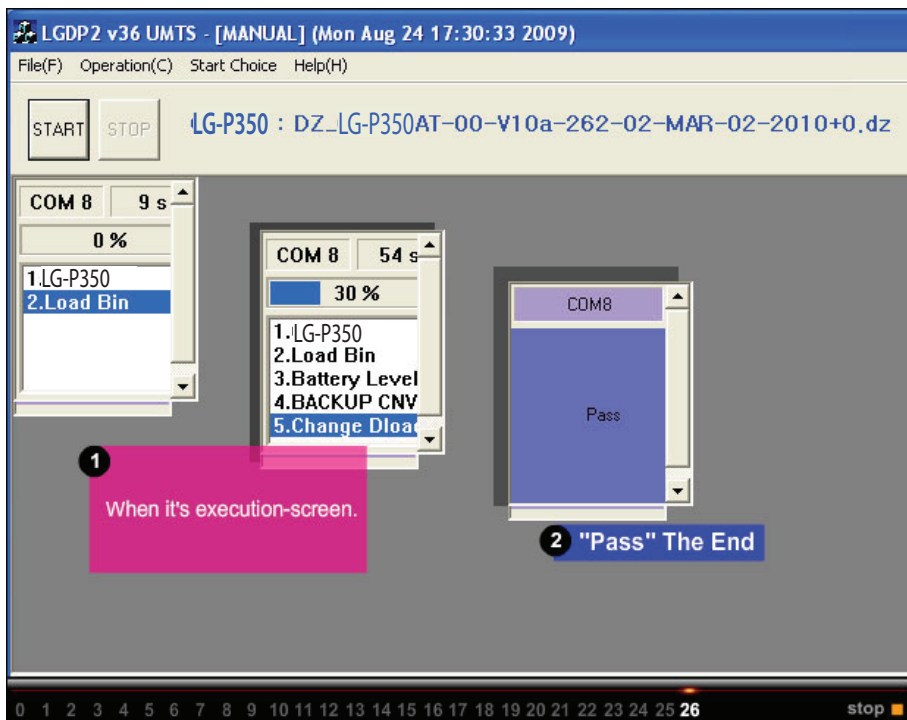 LGDP2 v36 UMTS - [MANUAL] (Mon Aug 24 17:30:33 2009)
File(F) Operation(C) Start Choice Help(H)
START STOP LG-P350 : DZ_LG-P350AT-00-V10a-262-02-MAR-02-2010+0.dz
COM 8 9 s
0 %
1.LG-P350
2.Load Bin
COM 8 54 s
30 %
1.LG-P350
2.Load Bin
3.Battery Level
4.BACKUP CNV
5.Change Dload
COM8
Pass
1
When it's execution-screen.
2 "Pass" The End
0 1 2 3 4 5 6 7 8 9 10 11 12 13 14 15 16 17 18 19 20 21 22 23 24 25 26 stop